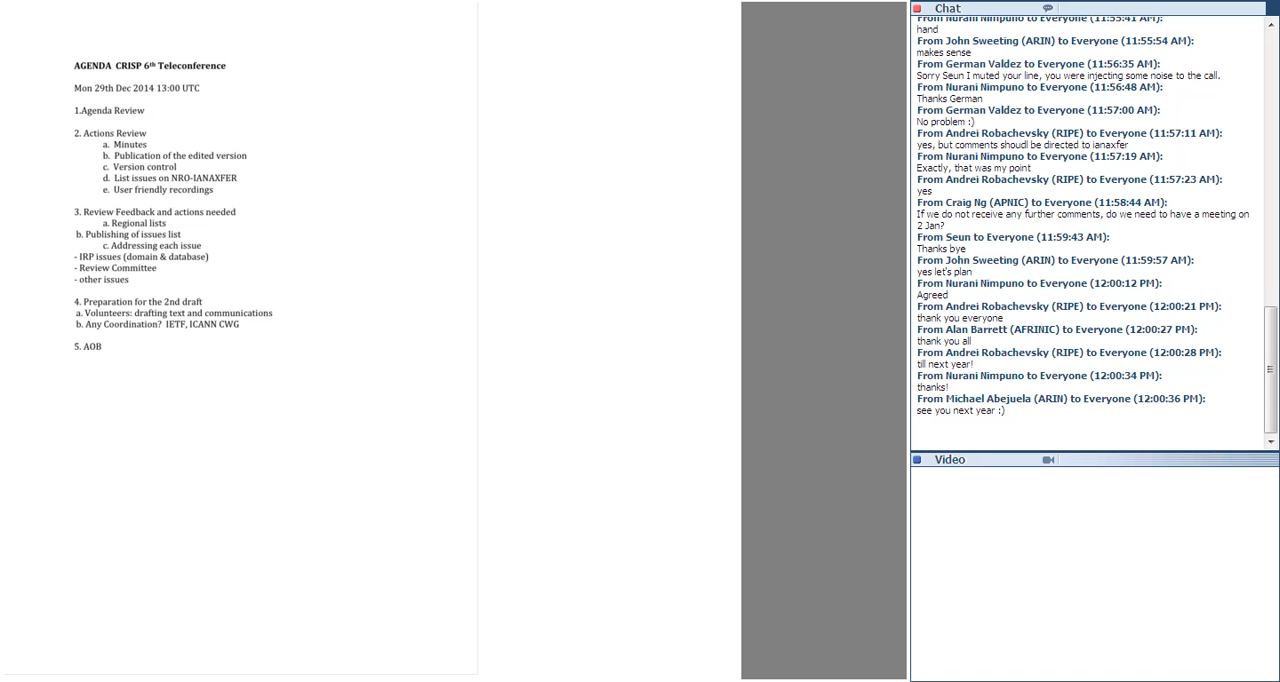 AGENDA CRISP 6th Teleconference
Mon 29th Dec 2014 13:00 UTC
1.Agenda Review
2. Actions Review
a. Minutes
b. Publication of the edited version
c. Version control
d. List issues on NRO-IANAXFER
e. User friendly recordings
3. Review Feedback and actions needed
a. Regional lists
b. Publishing of issues list
c. Addressing each issue
- IRP issues (domain & database)
- Review Committee
- other issues
4. Preparation for the 2nd draft
a. Volunteers: drafting text and communications
b. Any Coordination? IETF, ICANN CWG
5. AOB
Chat
From Nurani Nimpuno to Everyone (11:55:41 AM):
hand
From John Sweeting (ARIN) to Everyone (11:55:54 AM):
makes sense
From German Valdez to Everyone (11:56:35 AM):
Sorry Seun I muted your line, you were injecting some noise to the call.
From Nurani Nimpuno to Everyone (11:56:48 AM):
Thanks German
From German Valdez to Everyone (11:57:00 AM):
No problem :)
From Andrei Robachevsky (RIPE) to Everyone (11:57:11 AM):
yes, but comments shoudl be directed to ianaxfer
From Nurani Nimpuno to Everyone (11:57:19 AM):
Exactly, that was my point
From Andrei Robachevsky (RIPE) to Everyone (11:57:23 AM):
yes
From Craig Ng (APNIC) to Everyone (11:58:44 AM):
If we do not receive any further comments, do we need to have a meeting on
2 Jan?
From Seun to Everyone (11:59:43 AM):
Thanks bye
From John Sweeting (ARIN) to Everyone (11:59:57 AM):
yes let's plan
From Nurani Nimpuno to Everyone (12:00:12 PM):
Agreed
From Andrei Robachevsky (RIPE) to Everyone (12:00:21 PM):
thank you everyone
From Alan Barrett (AFRINIC) to Everyone (12:00:27 PM):
thank you all
From Andrei Robachevsky (RIPE) to Everyone (12:00:28 PM):
till next year!
From Nurani Nimpuno to Everyone (12:00:34 PM):
thanks!
From Michael Abejuela (ARIN) to Everyone (12:00:36 PM):
see you next year :)
Video